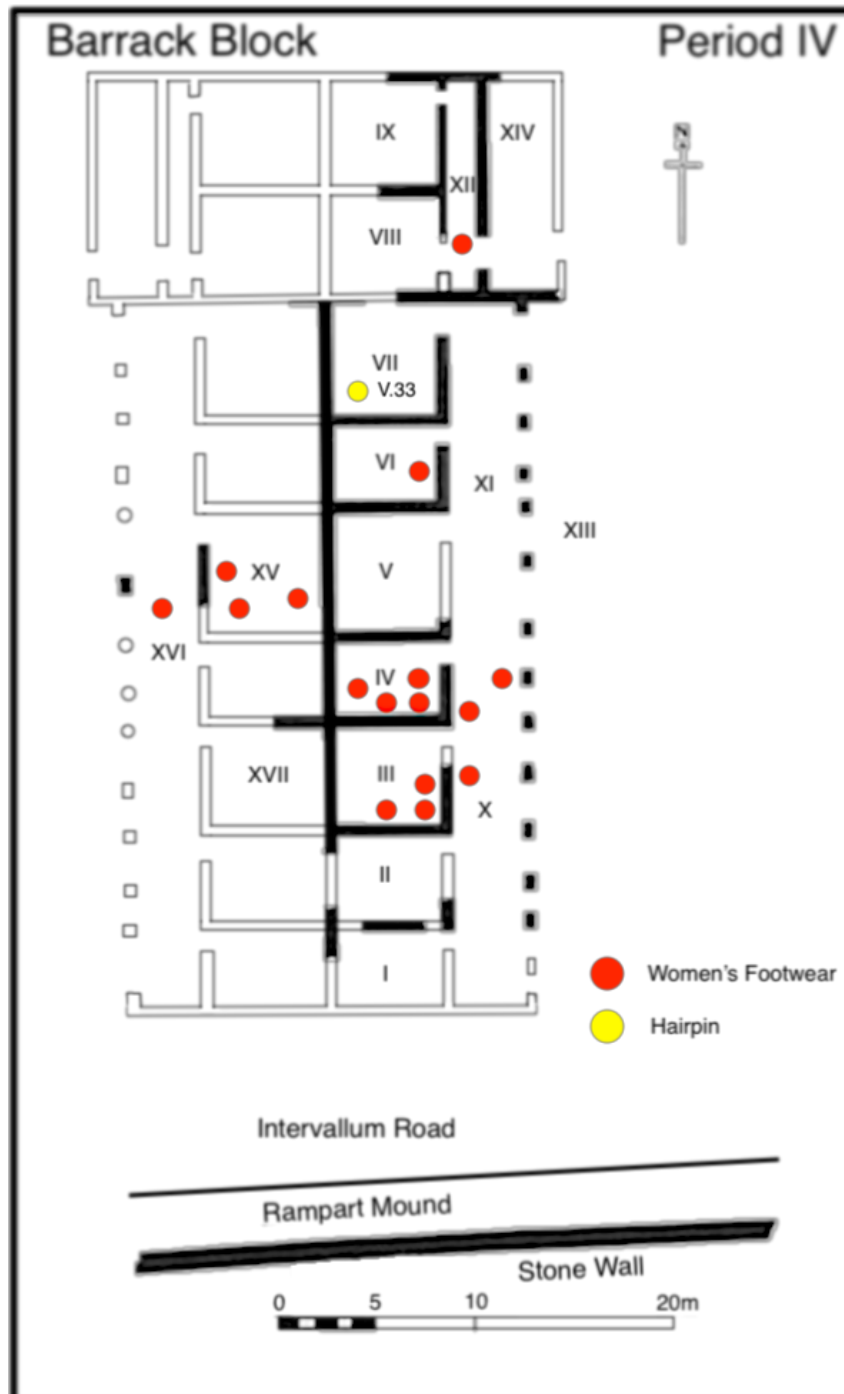 Barrack Block
Period IV
N
IX
XIV
XII
VIII
VII
V.33
VI
XI
XIII
XV
V
XVI
IV
XVII
III
X
II
I
Women's Footwear
Hairpin
Intervallum Road
Rampart Mound
Stone Wall
0 5 10 20m